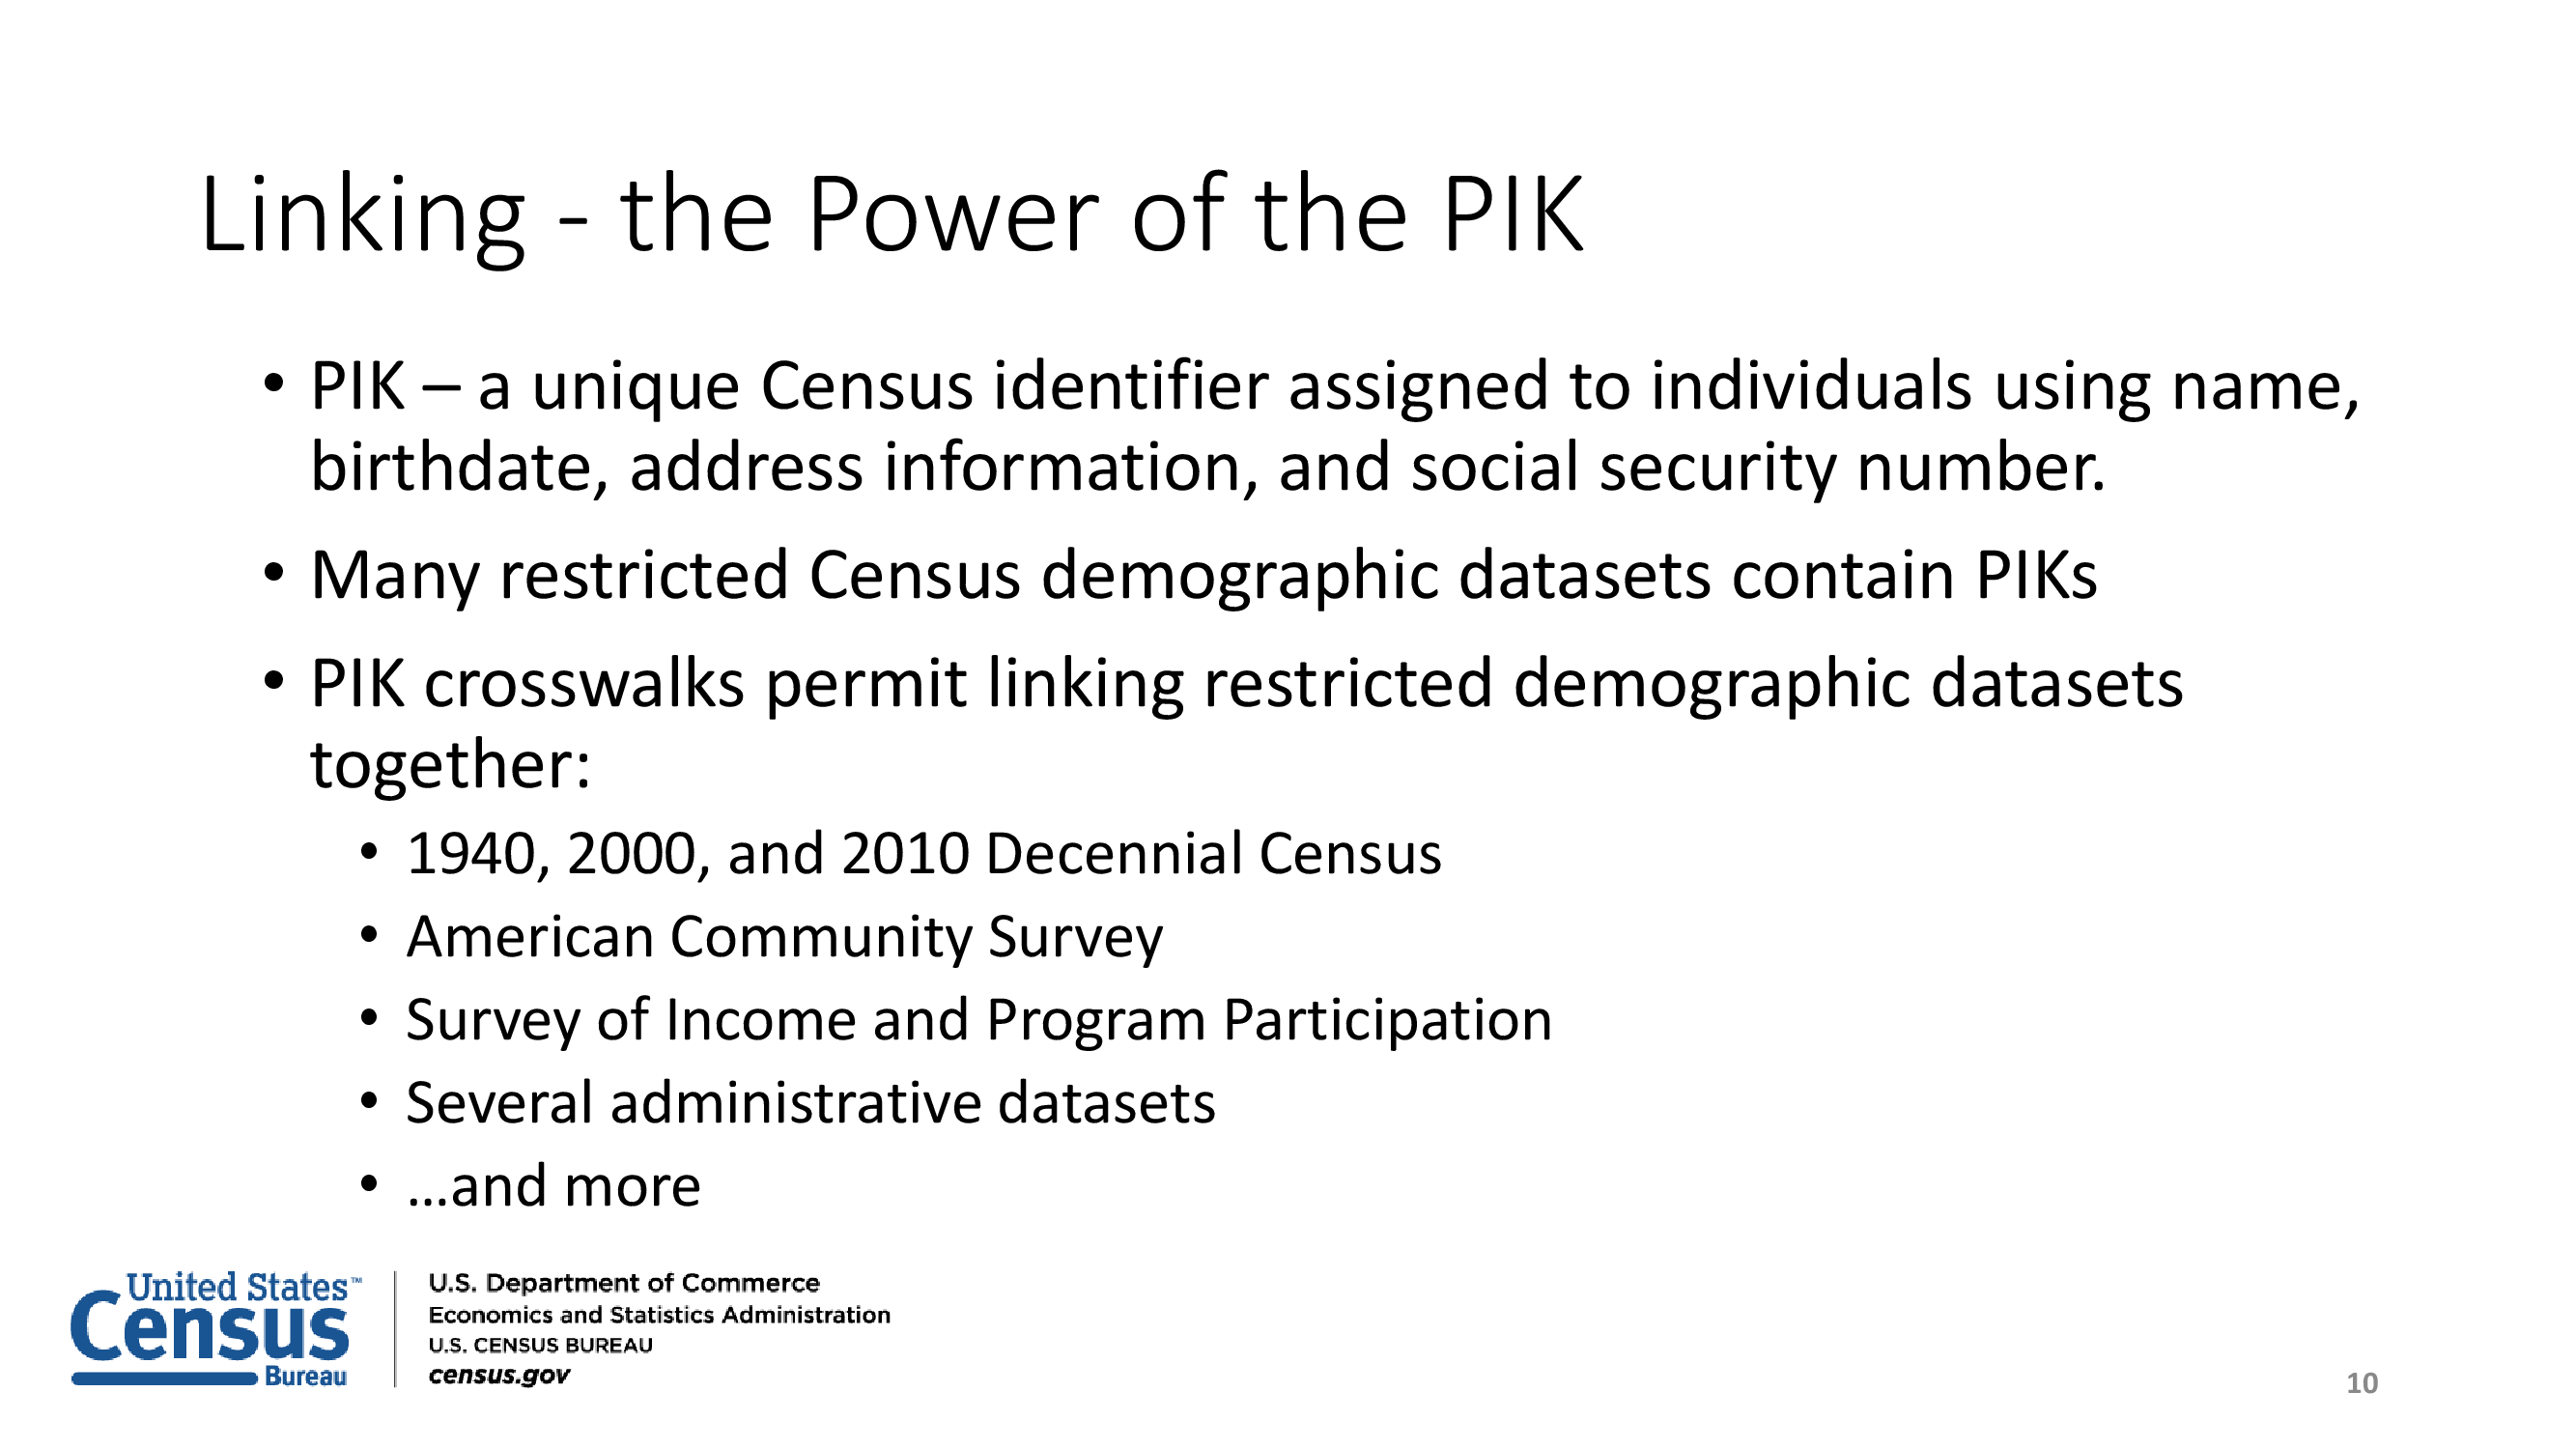 Linking - the Power of the PIK
• PIK – a unique Census identifier assigned to individuals using name,
birthdate, address information, and social security number.
• Many restricted Census demographic datasets contain PIKs
• PIK crosswalks permit linking restricted demographic datasets
together:
• 1940, 2000, and 2010 Decennial Census
• American Community Survey
• Survey of Income and Program Participation
• Several administrative datasets
• …and more
United States™
Census
Bureau
U.S. Department of Commerce
Economics and Statistics Administration
U.S. CENSUS BUREAU
census.gov
10